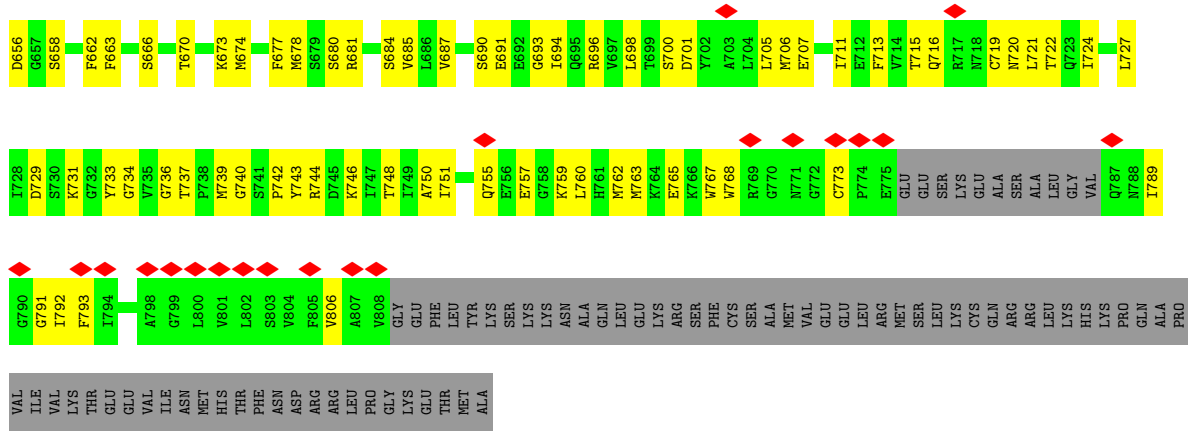 D656 G657 S658 F662 F663 S666 T670 K673 M674 F677 M678 S679 S680 R681 S684 V685 L686 V687 S690 E691 E692 G693 I694 Q695 R696 V697 L698 T699 S700 D701 Y702 A703 L704 L705 M706 E707 I711 E712 F713 V714 T715 Q716 R717 N718 C719 N720 L721 T722 Q723 I724 L727
I728 D729 S730 K731 G732 Y733 G734 V735 G736 T737 P738 M739 G740 S741 P742 Y743 R744 D745 K746 I747 T748 I749 A750 I751 Q755 E756 E757 G758 K759 L760 H761 M762 M763 K764 E765 K766 W767 W768 R769 G770 N771 G772 C773 P774 E775 GLU GLU SER LYS GLU ALA SER ALA LEU GLY VAL Q787 N788 I789
G790 G791 I792 F793 I794 A798 G799 L800 V801 L802 S803 V804 F805 V806 A807 V808 GLY GLU PHE LEU TYR LYS SER LYS LYS ASN ALA GLN LEU GLU LYS ARG SER PHE CYS SER ALA MET VAL GLU GLU LEU ARG MET SER LEU LYS CYS GLN ARG ARG LEU LYS HIS LYS PRO GLN ALA PRO
VAL ILE VAL LYS THR GLU GLU VAL ILE ASN MET HIS THR PHE ASN ASP ARG ARG LEU PRO GLY LYS GLU THR MET ALA